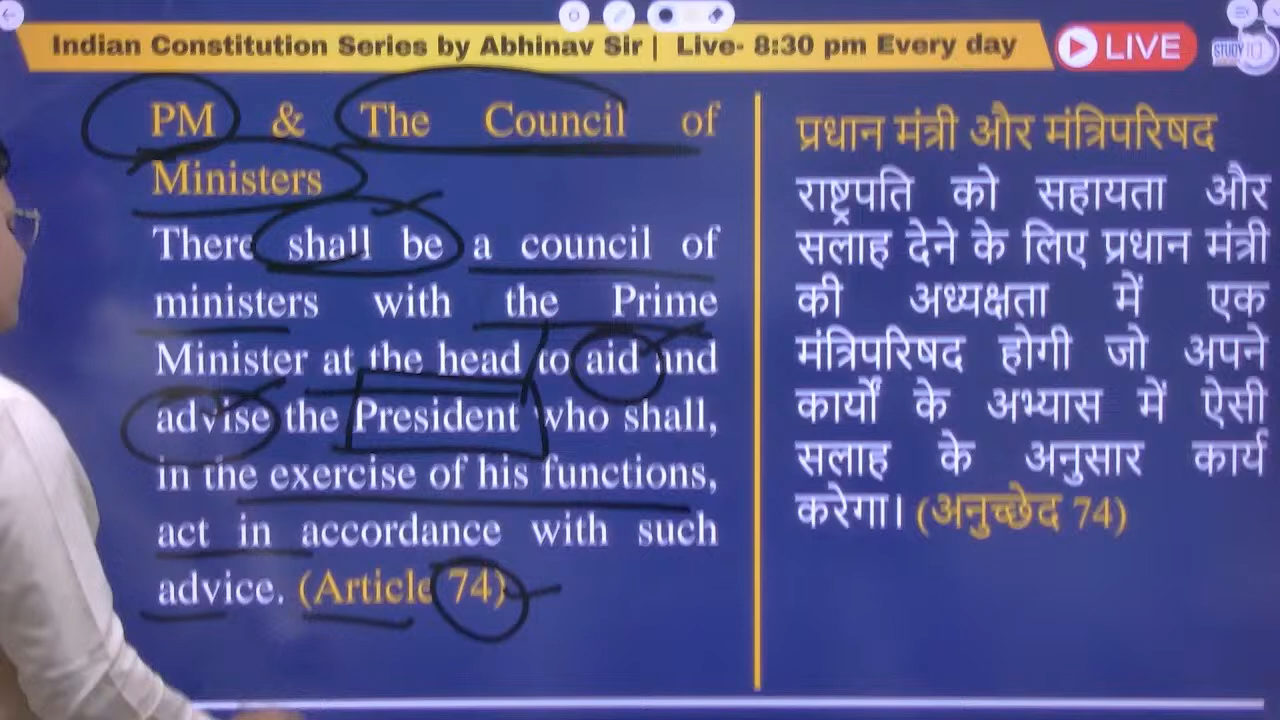 Indian Constitution Series by Abhinav Sir | Live- 8:30 pm Every day
LIVE
STUDY IQ
PM & The Council of
Ministers
There shall be a council of
ministers with the Prime
Minister at the head to aid and
advise the President who shall,
in the exercise of his functions,
act in accordance with such
advice. (Article 74)
प्रधान मंत्री और मंत्रिपरिषद
राष्ट्रपति को सहायता और
सलाह देने के लिए प्रधान मंत्री
की अध्यक्षता में एक
मंत्रिपरिषद होगी जो अपने
कार्यों के अभ्यास में ऐसी
सलाह के अनुसार कार्य
करेगा। (अनुच्छेद 74)